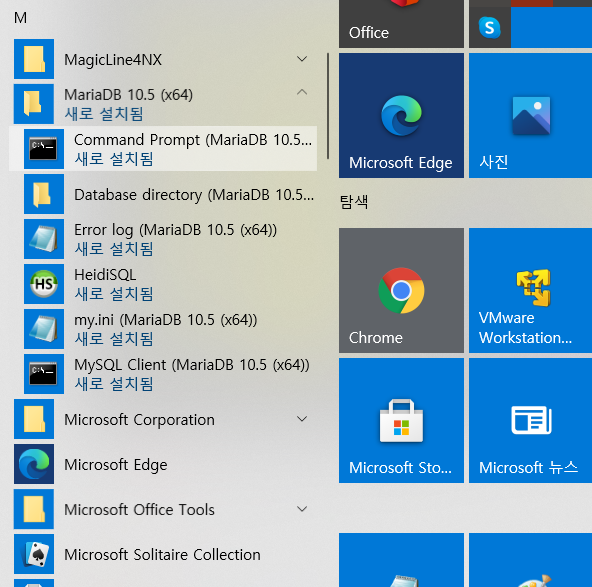 M
MagicLine4NX
MariaDB 10.5 (x64)
새로 설치됨
Command Prompt (MariaDB 10.5...
새로 설치됨
Database directory (MariaDB 10.5...
Error log (MariaDB 10.5 (x64))
새로 설치됨
HS
HeidiSQL
새로 설치됨
my.ini (MariaDB 10.5 (x64))
새로 설치됨
MySQL Client (MariaDB 10.5 (x64))
새로 설치됨
Microsoft Corporation
Microsoft Edge
Microsoft Office Tools
Microsoft Solitaire Collection
Office
S
Microsoft Edge
사진
탐색
Chrome
VMware
Workstation...
Microsoft Sto...
Microsoft 뉴스